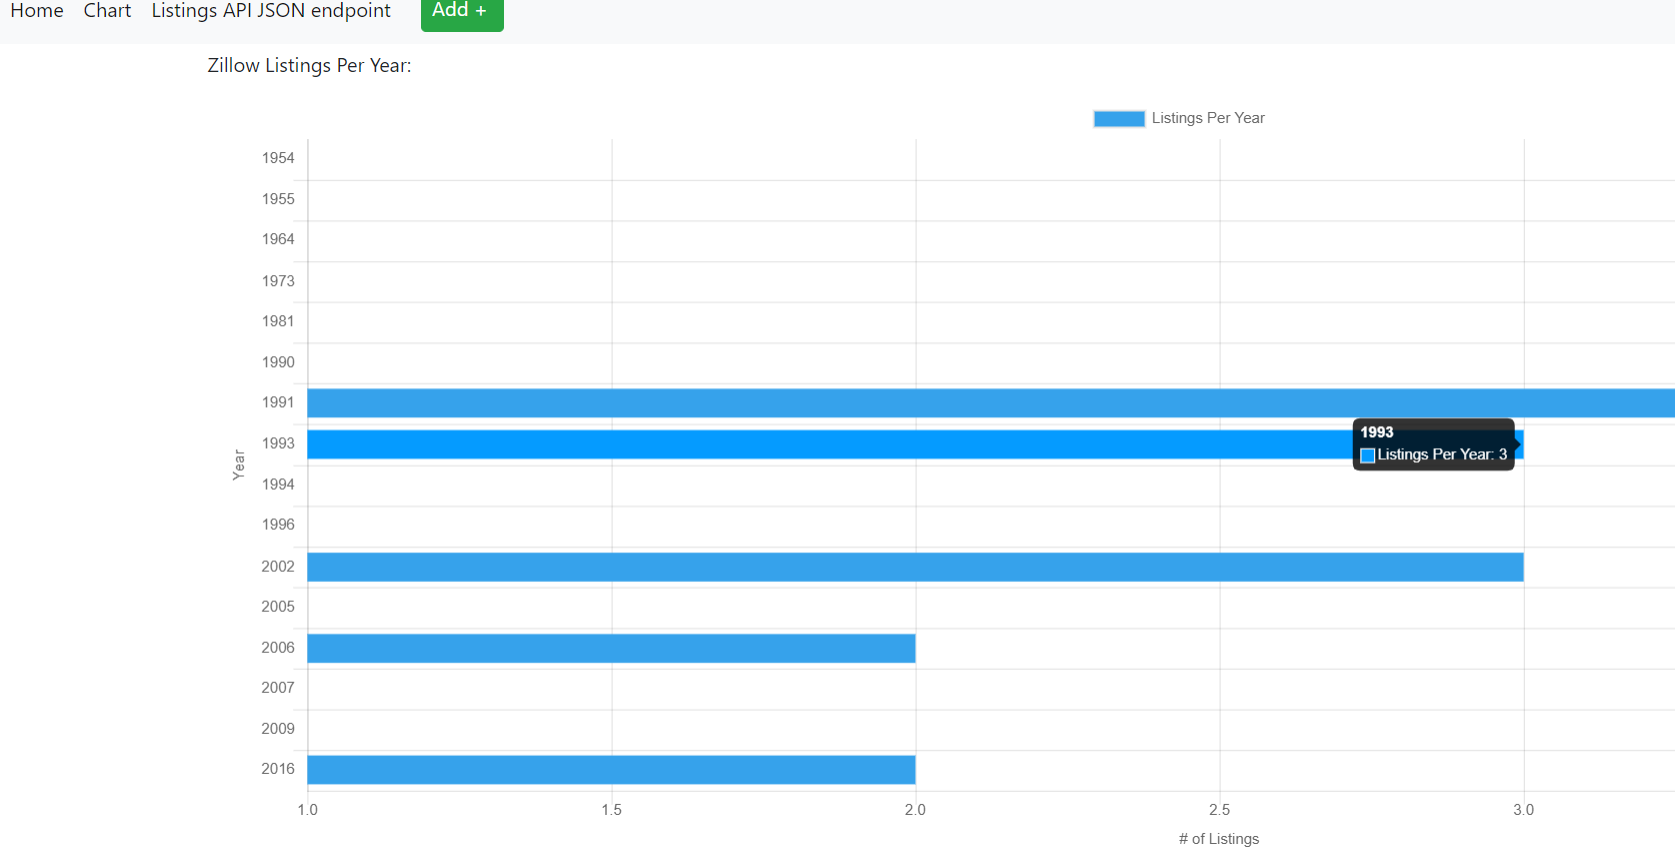 Home Chart Listings API JSON endpoint Add +
Zillow Listings Per Year:
Listings Per Year
1954
1955
1964
1973
1981
1990
1991
1993
1993
Listings Per Year: 3
Year
1994
1996
2002
2005
2006
2007
2009
2016
1.0 1.5 2.0 2.5 3.0
# of Listings